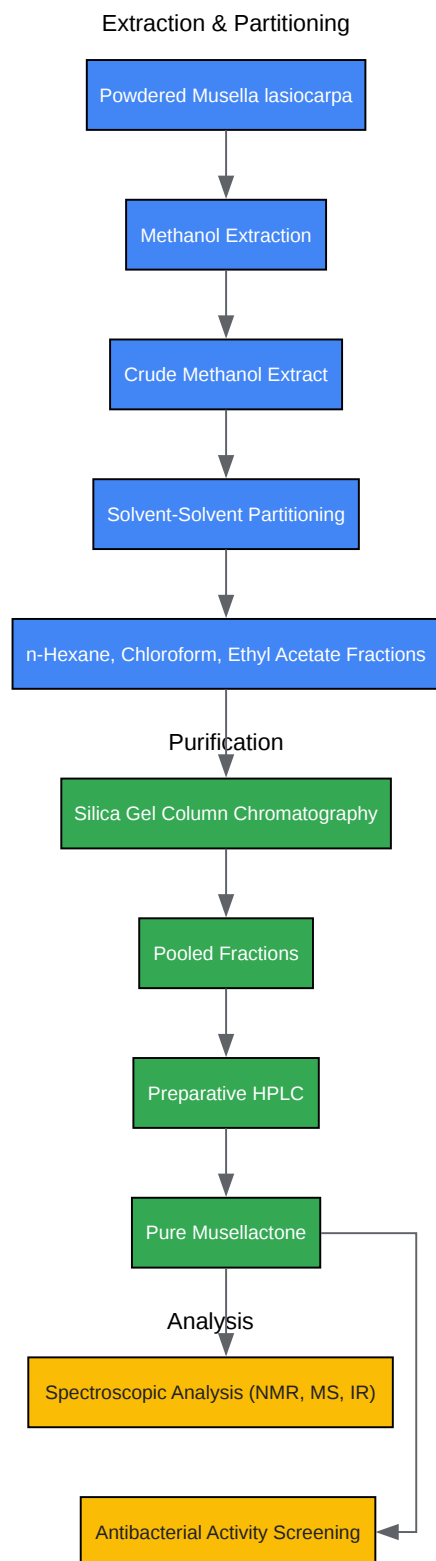 Extraction & Partitioning
Powdered Musella lasiocarpa
Methanol Extraction
Crude Methanol Extract
Solvent-Solvent Partitioning
n-Hexane, Chloroform, Ethyl Acetate Fractions
Purification
Silica Gel Column Chromatography
Pooled Fractions
Preparative HPLC
Pure Musellactone
Analysis
Spectroscopic Analysis (NMR, MS, IR)
Antibacterial Activity Screening